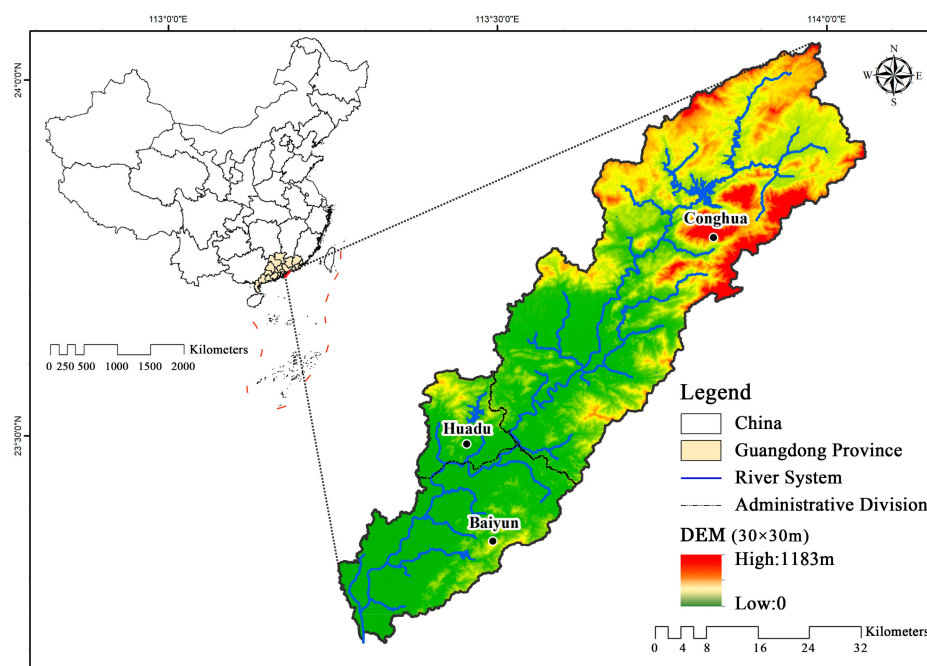 113°0'0"E
113°30'0"E
114°0'0"E
24°0'0"N
23°30'0"N
N
W
E
S
Conghua
Huadu
Baiyun
Kilometers
0 250 500 1000 1500 2000
Legend
China
Guangdong Province
River System
Administrative Division
DEM (30×30m)
High:1183m
Low:0
Kilometers
0 4 8 16 24 32